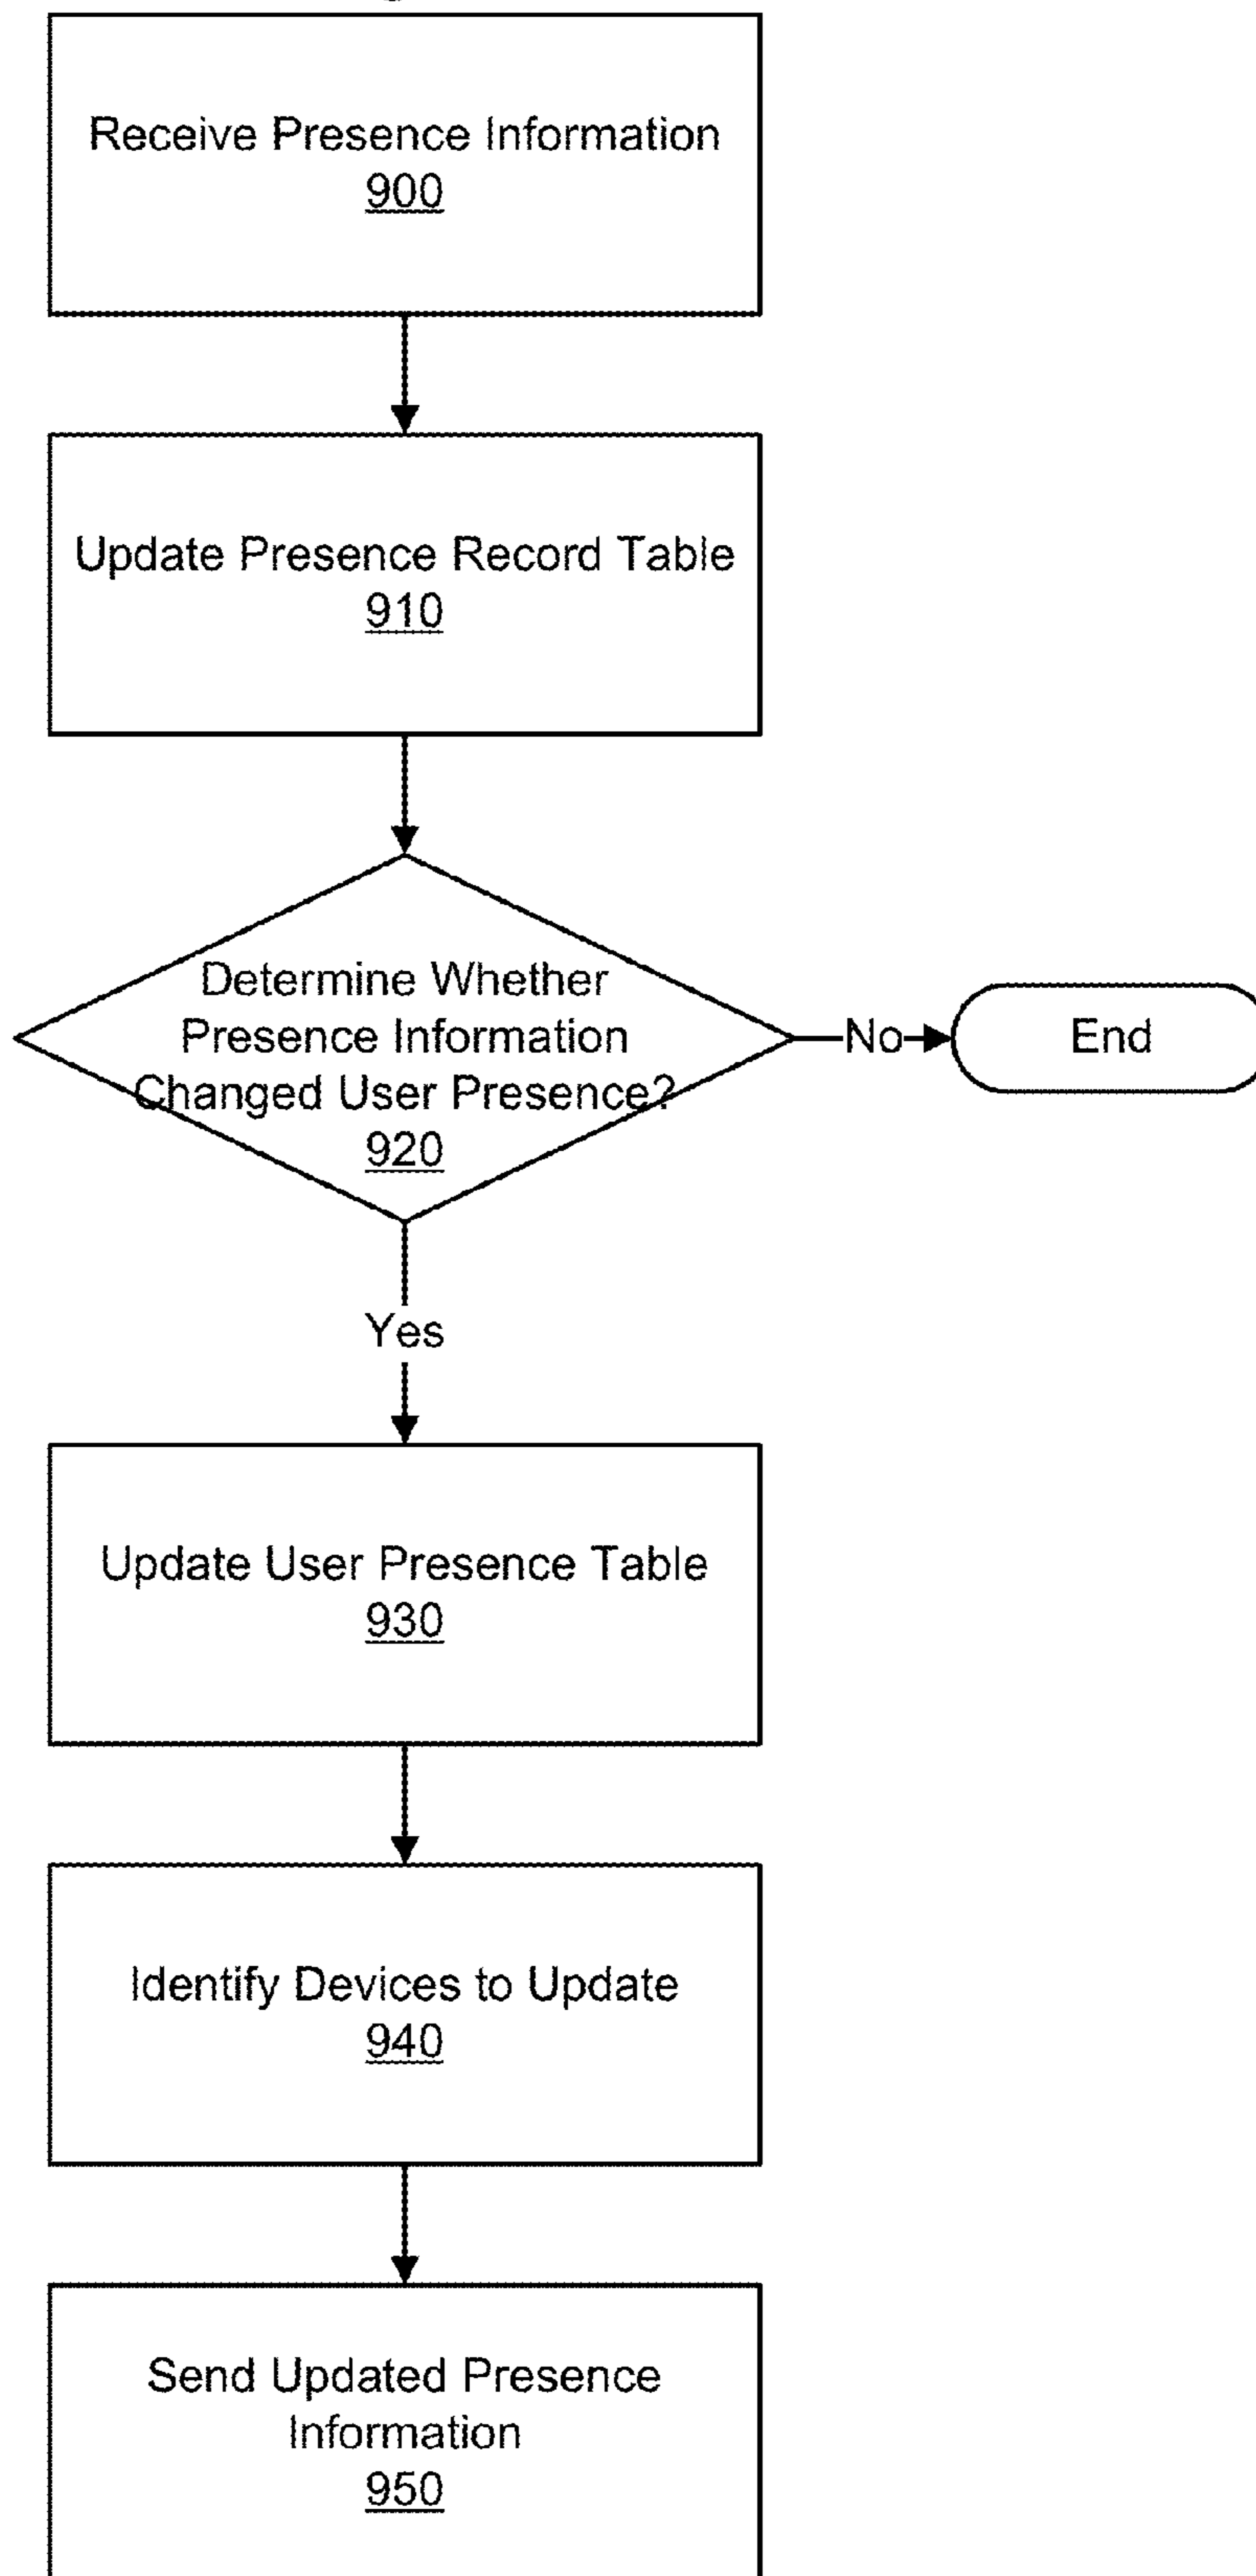 Receive Presence Information
900
Update Presence Record Table
910
Determine Whether
Presence Information
Changed User Presence?
920
No
End
Yes
Update User Presence Table
930
Identify Devices to Update
940
Send Updated Presence
Information
950